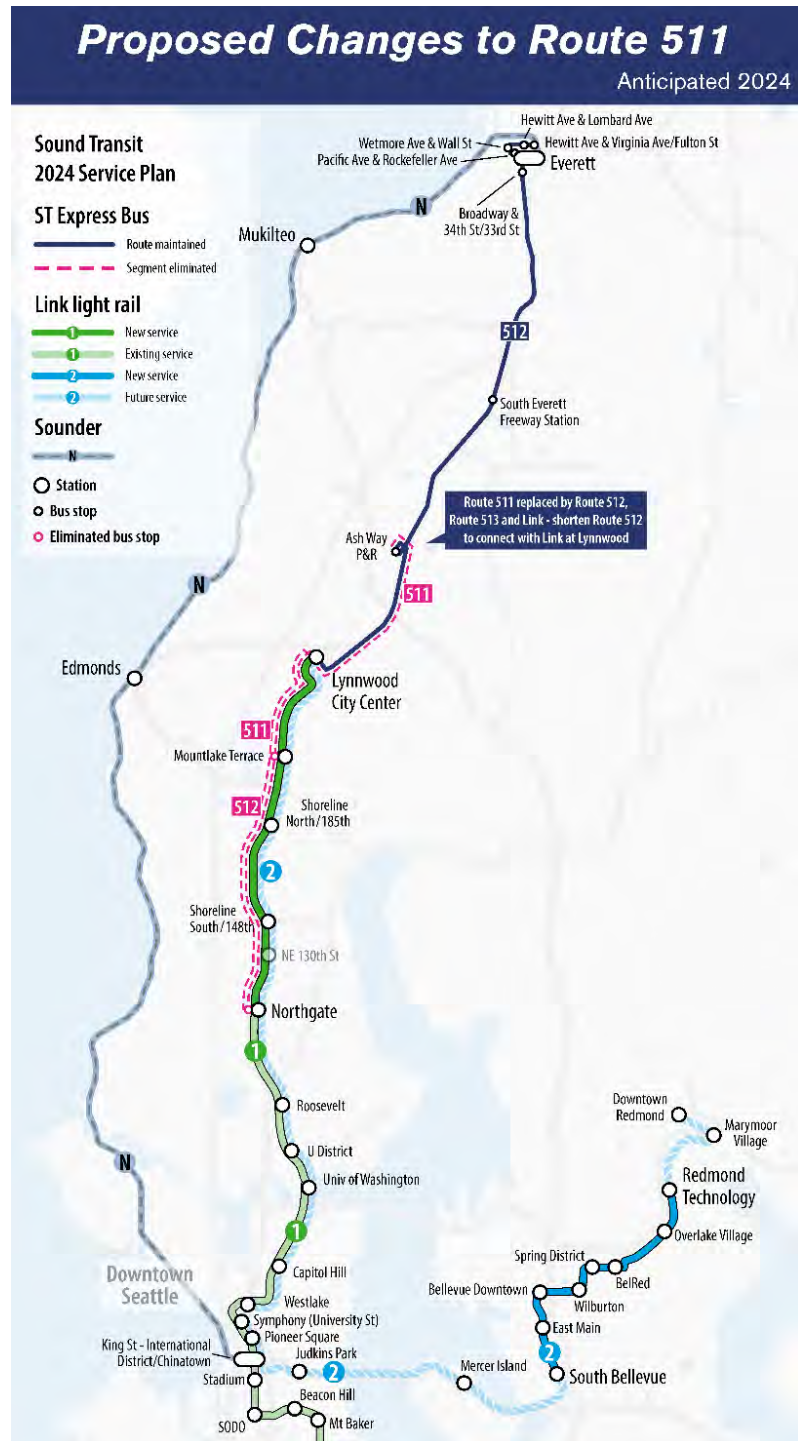 Proposed Changes to Route 511
Anticipated 2024
Sound Transit
2024 Service Plan
ST Express Bus
Route maintained
Segment eliminated
Link light rail
1 New service
1 Existing service
2 New service
2 Future service
Sounder
N
Station
Bus stop
Eliminated bus stop
Hewitt Ave & Lombard Ave
Wetmore Ave & Wall St
Hewitt Ave & Virginia Ave/Fulton St
Pacific Ave & Rockefeller Ave
Everett
Broadway &
34th St/33rd St
N
Mukilteo
512
South Everett
Freeway Station
Route 511 replaced by Route 512,
Route 513 and Link - shorten Route 512
to connect with Link at Lynnwood
Ash Way
P&R
511
N
Edmonds
Lynnwood
City Center
511
Mountlake Terrace
512
Shoreline
North/185th
2
Shoreline
South/148th
NE 130th St
Northgate
1
Roosevelt
U District
Univ of Washington
N
1
Capitol Hill
Downtown
Seattle
Westlake
Symphony (University St)
Pioneer Square
King St - International
District/Chinatown
Judkins Park
2
Stadium
Beacon Hill
SODO
Mt Baker
Mercer Island
Downtown
Redmond
Marymoor
Village
Redmond
Technology
Overlake Village
Spring District
BelRed
Bellevue Downtown
Wilburton
East Main
2
South Bellevue